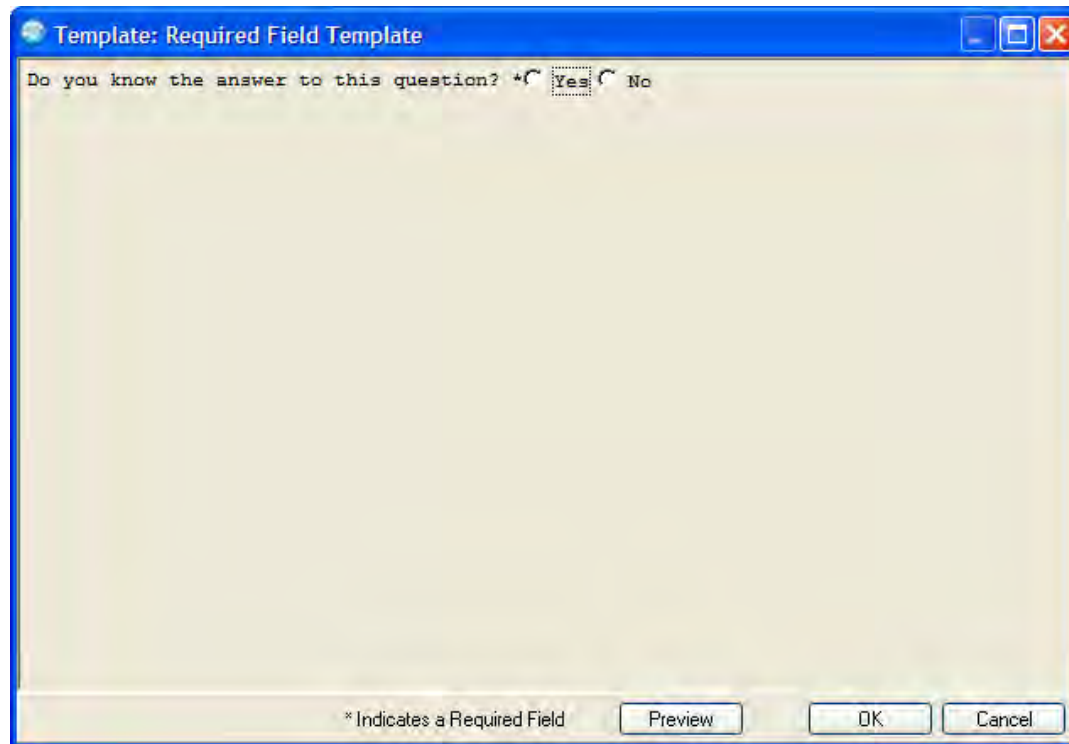 Template: Required Field Template
Do you know the answer to this question? * Yes No
* Indicates a Required Field Preview OK Cancel